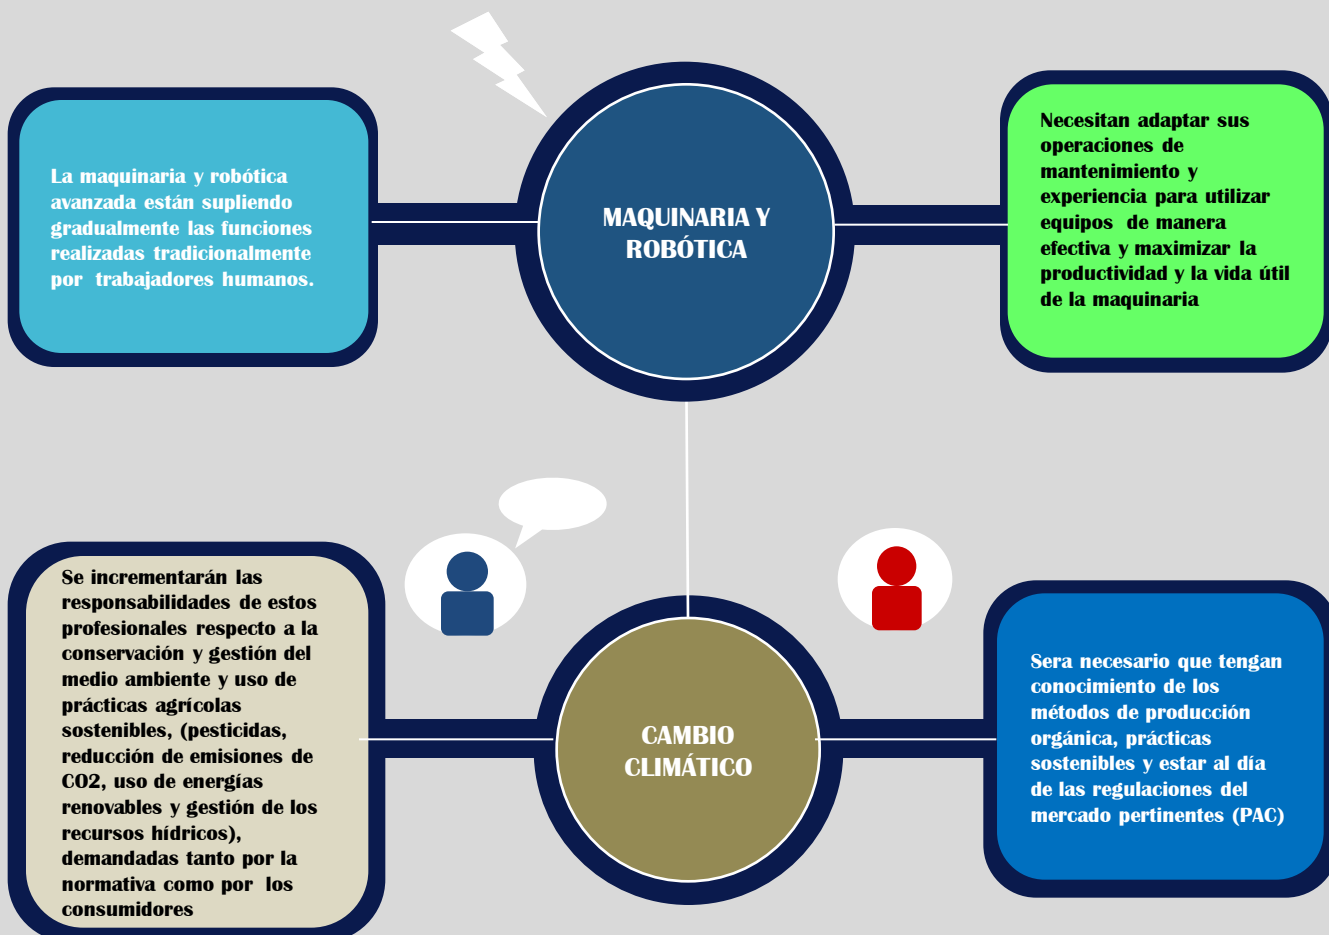 La maquinaria y robótica
avanzada están supliendo
gradualmente las funciones
realizadas tradicionalmente
por trabajadores humanos.
MAQUINARIA Y
ROBÓTICA
Necesitan adaptar sus
operaciones de
mantenimiento y
experiencia para utilizar
equipos de manera
efectiva y maximizar la
productividad y la vida útil
de la maquinaria
Se incrementarán las
responsabilidades de estos
profesionales respecto a la
conservación y gestión del
medio ambiente y uso de
prácticas agrícolas
sostenibles, (pesticidas,
reducción de emisiones de
CO2, uso de energías
renovables y gestión de los
recursos hídricos),
demandadas tanto por la
normativa como por los
consumidores
CAMBIO
CLIMÁTICO
Sera necesario que tengan
conocimiento de los
métodos de producción
orgánica, prácticas
sostenibles y estar al día
de las regulaciones del
mercado pertinentes (PAC)